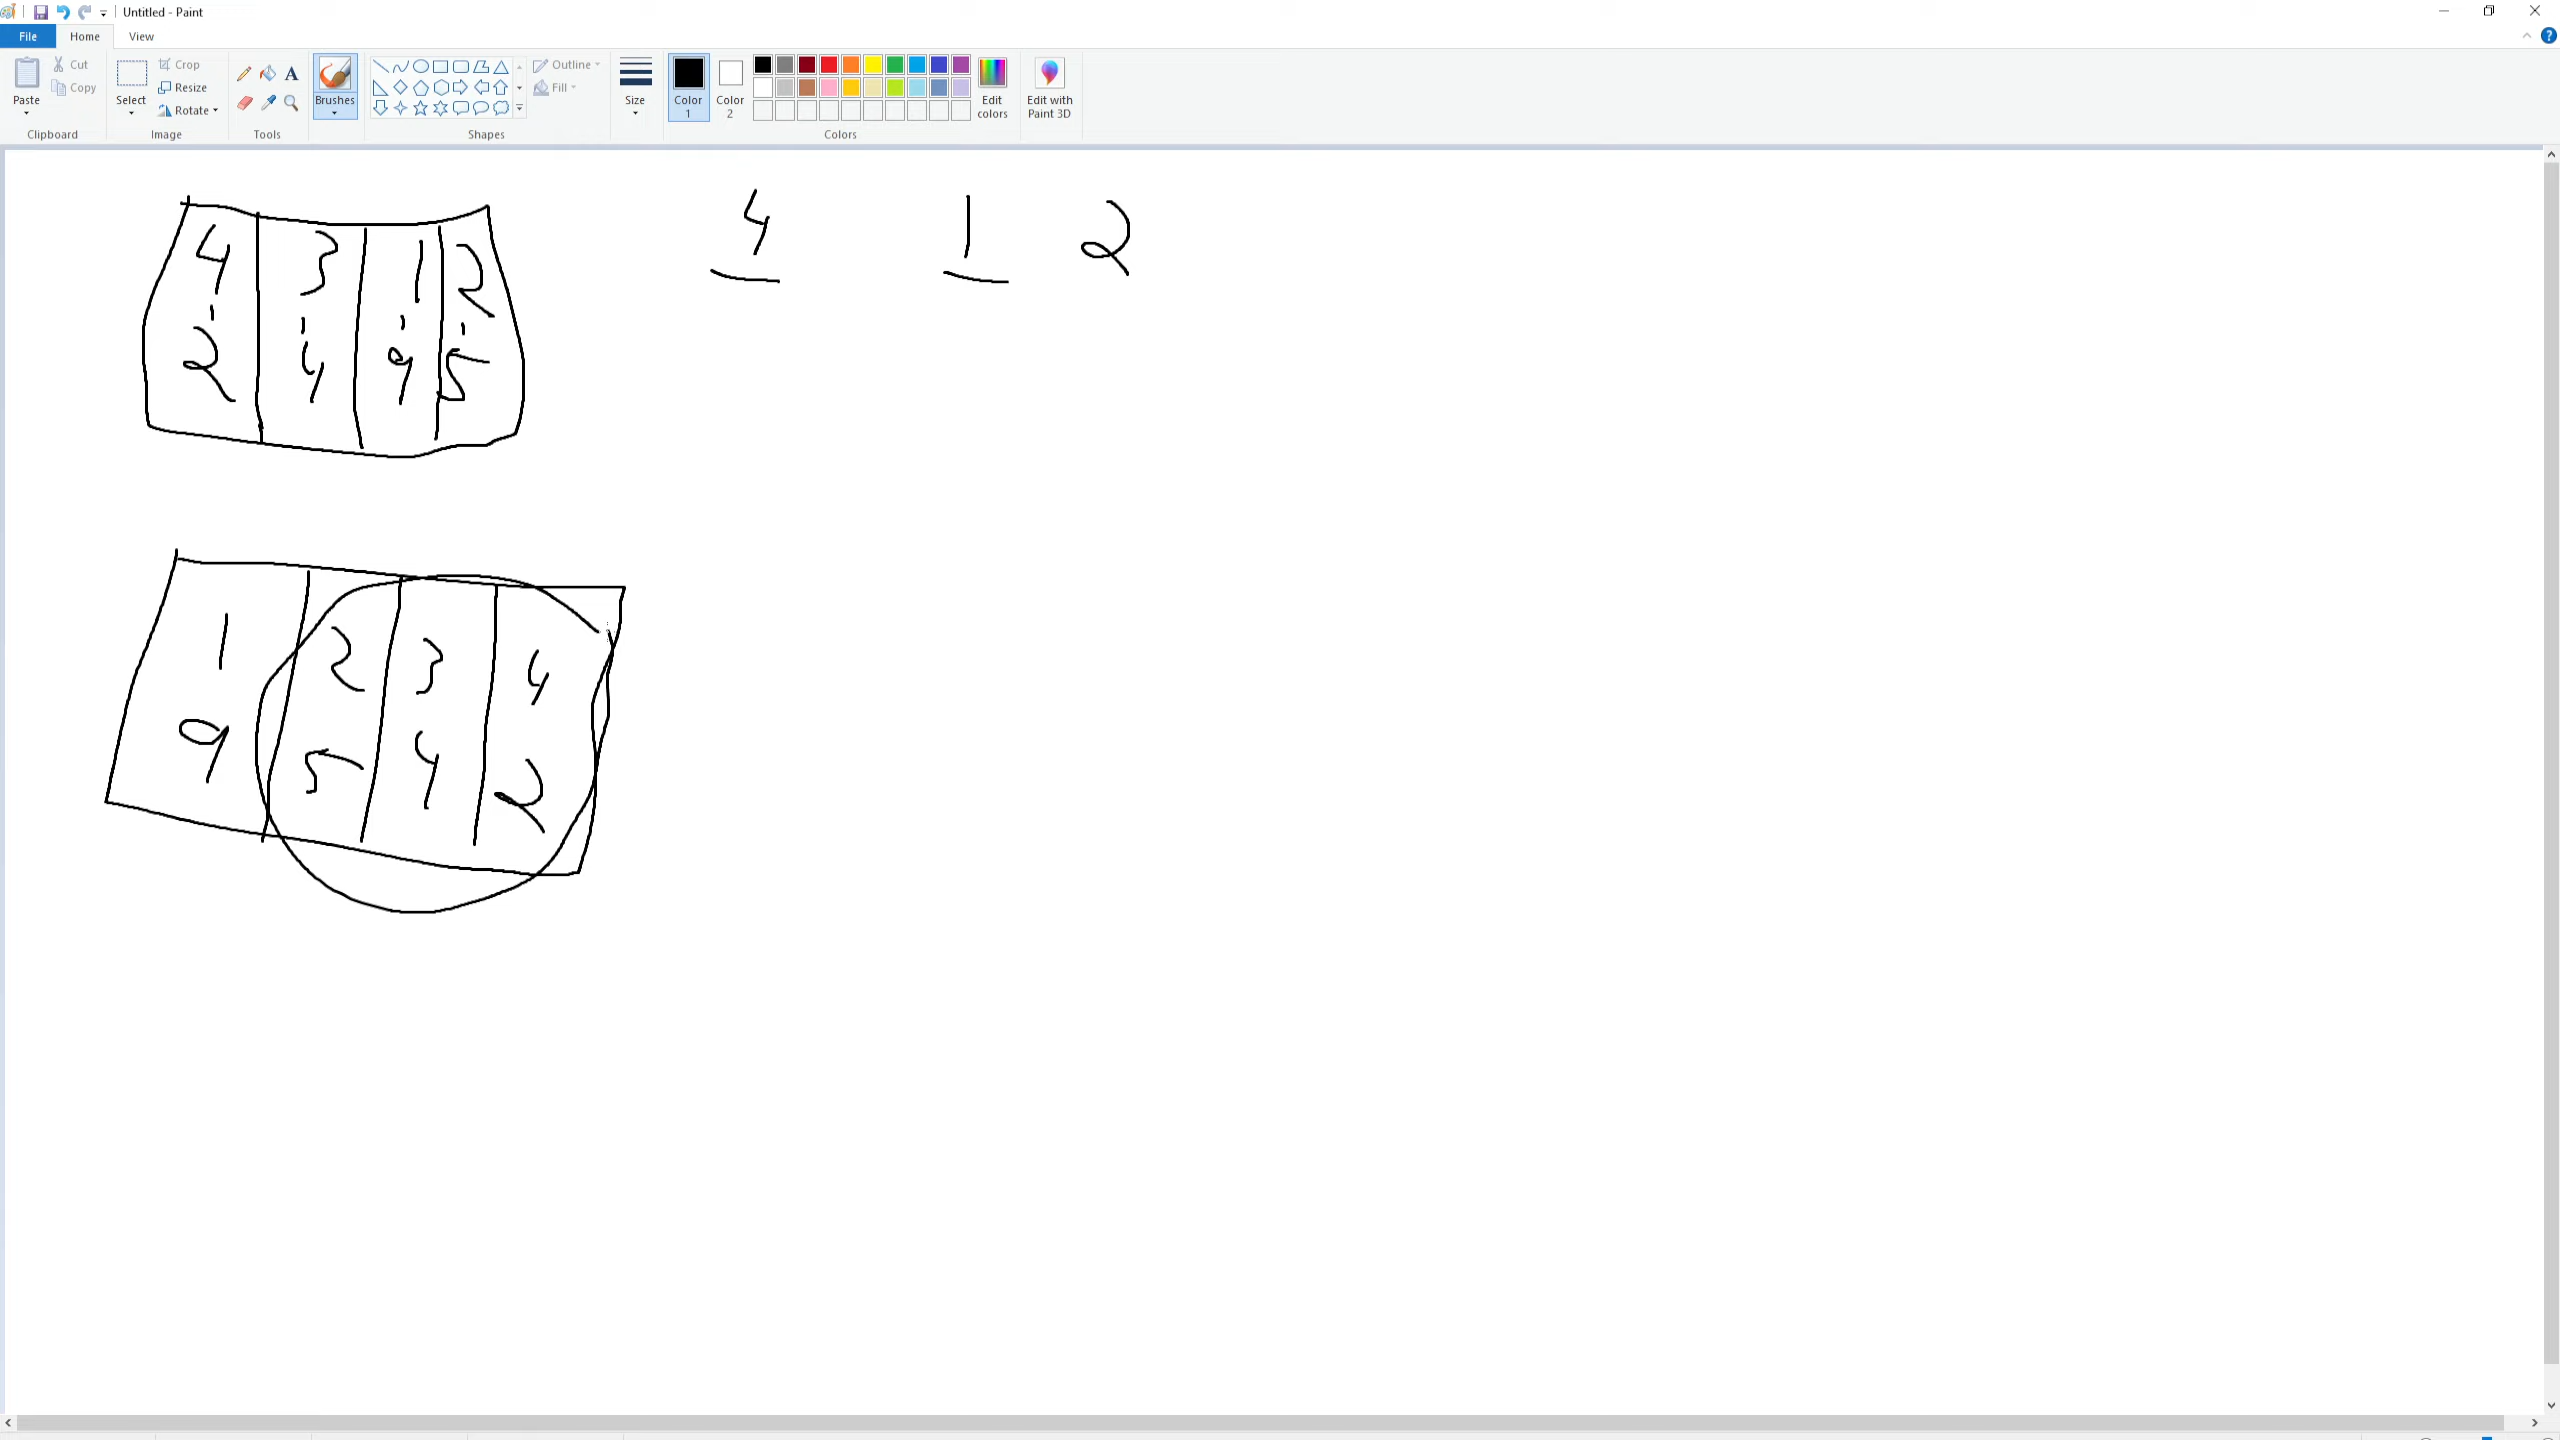 Untitled - Paint
File Home View
Paste
Cut
Copy
Clipboard
Select
Crop
Resize
Rotate
Image
A
Tools
Brushes
Outline
Fill
Shapes
Size
Color 1
Color 2
Edit colors
Colors
Edit with Paint 3D
4 3 1 2
2 4 9 5
4 1 2
1 2 3 4
9 5 4 2